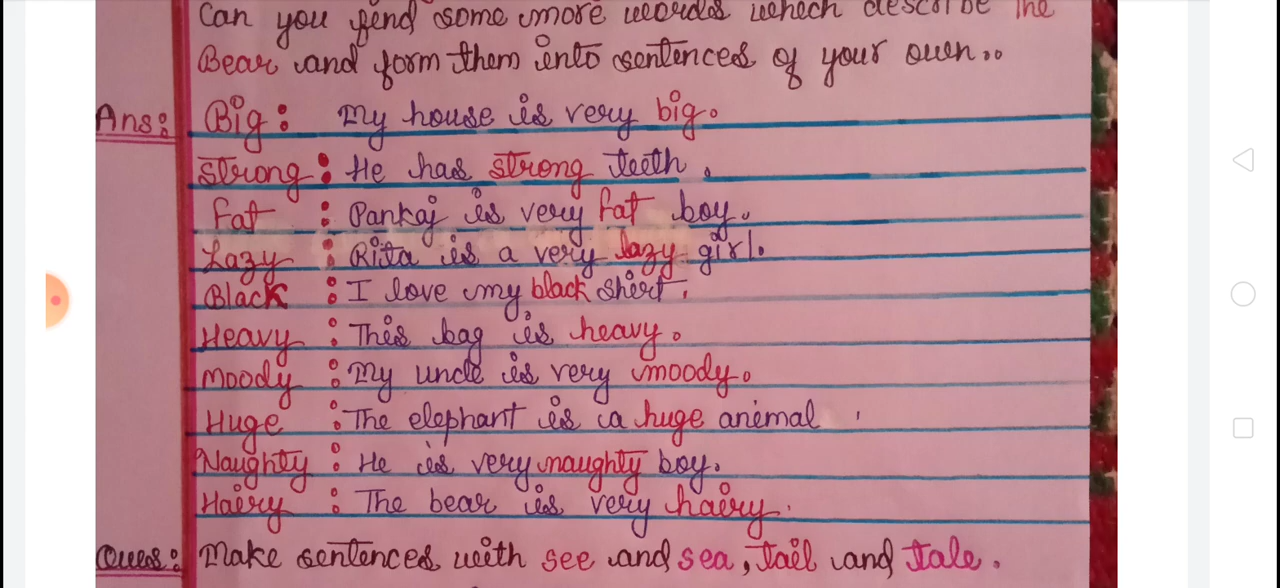 Can you find some more words which describe the
Bear and form them into sentences of your own..
Ans: Big: My house is very big.
Strong: He has strong teeth.
Fat : Pankaj is very fat boy.
Lazy : Rita is a very lazy girl.
Black : I love my black shirt.
Heavy : This bag is heavy.
Moody : My uncle is very moody.
Huge : The elephant is a huge animal
Naughty : He is very naughty boy.
Hairy : The bear is very hairy.
Ques: Make sentences with see and sea, tail and tale.